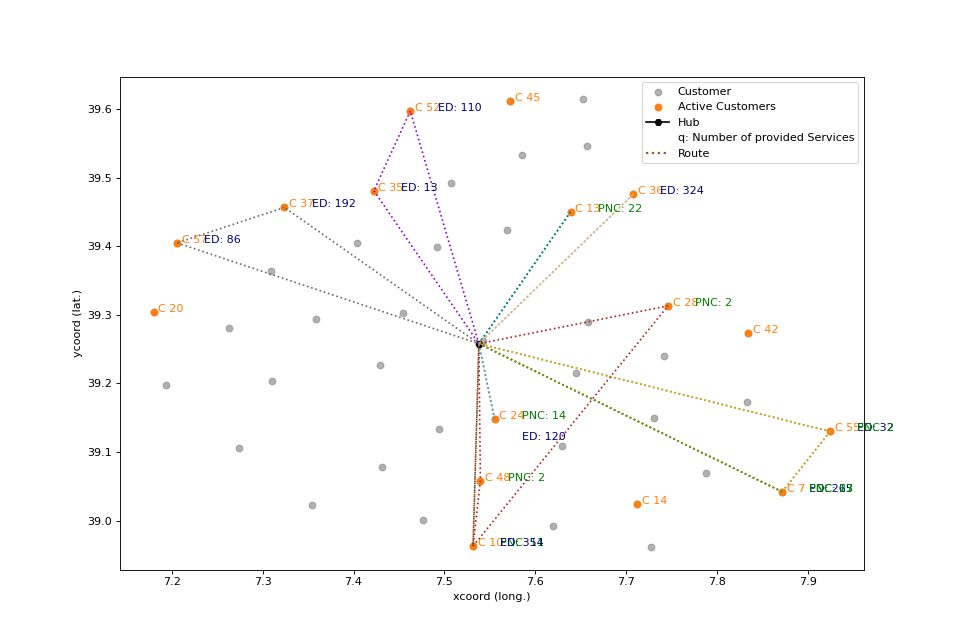 Customer
Active Customers
Hub
q: Number of provided Services
Route
39.6
39.5
39.4
39.3
39.2
39.1
39.0
ycoord (lat.)
7.2
7.3
7.4
7.5
7.6
7.7
7.8
7.9
xcoord (long.)
C 45
C 52 ED: 110
C 35 ED: 13
C 36 ED: 324
C 37 ED: 192
C 13 PNC: 22
C 57 ED: 86
C 20
C 28 PNC: 2
C 42
C 24 PNC: 14
ED: 120
C 55
C 48 PNC: 2
C 7
C 14
C 10